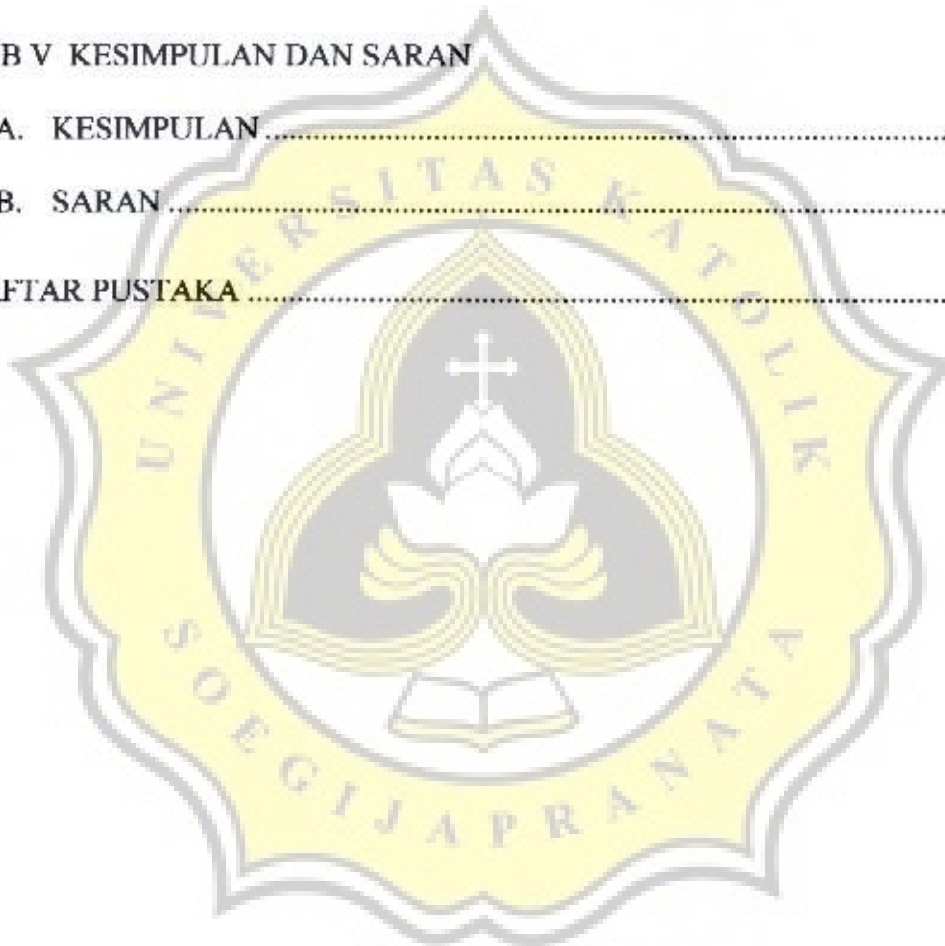 B V KESIMPULAN DAN SARAN
A. KESIMPULAN
B. SARAN
FTAR PUSTAKA
UNIVERSITAS KATOLIK
SOEGIJAPRANATA